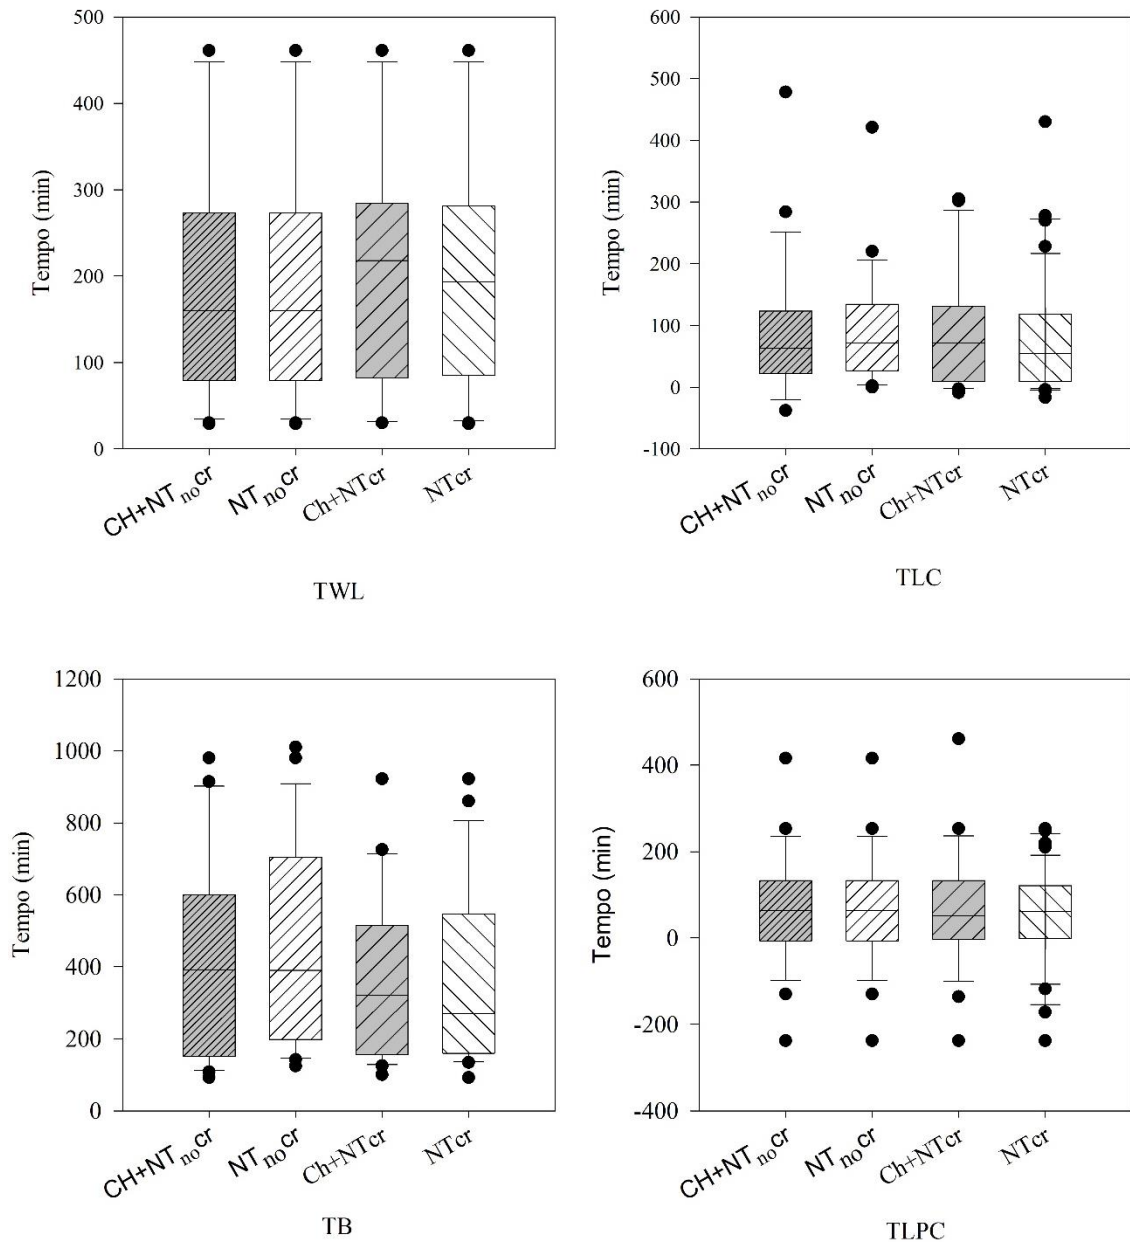 500
400
300
200
100
0
Tempo (min)
CH+NT no cr
NT no cr
Ch+NTcr
NTcr
TWL
600
500
400
300
200
100
0
-100
Tempo (min)
CH+NT no cr
NT no cr
Ch+NTcr
NTcr
TLC
1200
1000
800
600
400
200
0
Tempo (min)
CH+NT no cr
NT no cr
Ch+NTcr
NTcr
TB
600
400
200
0
-200
-400
Tempo (min)
CH+NT no cr
NT no cr
Ch+NTcr
NTcr
TLPC